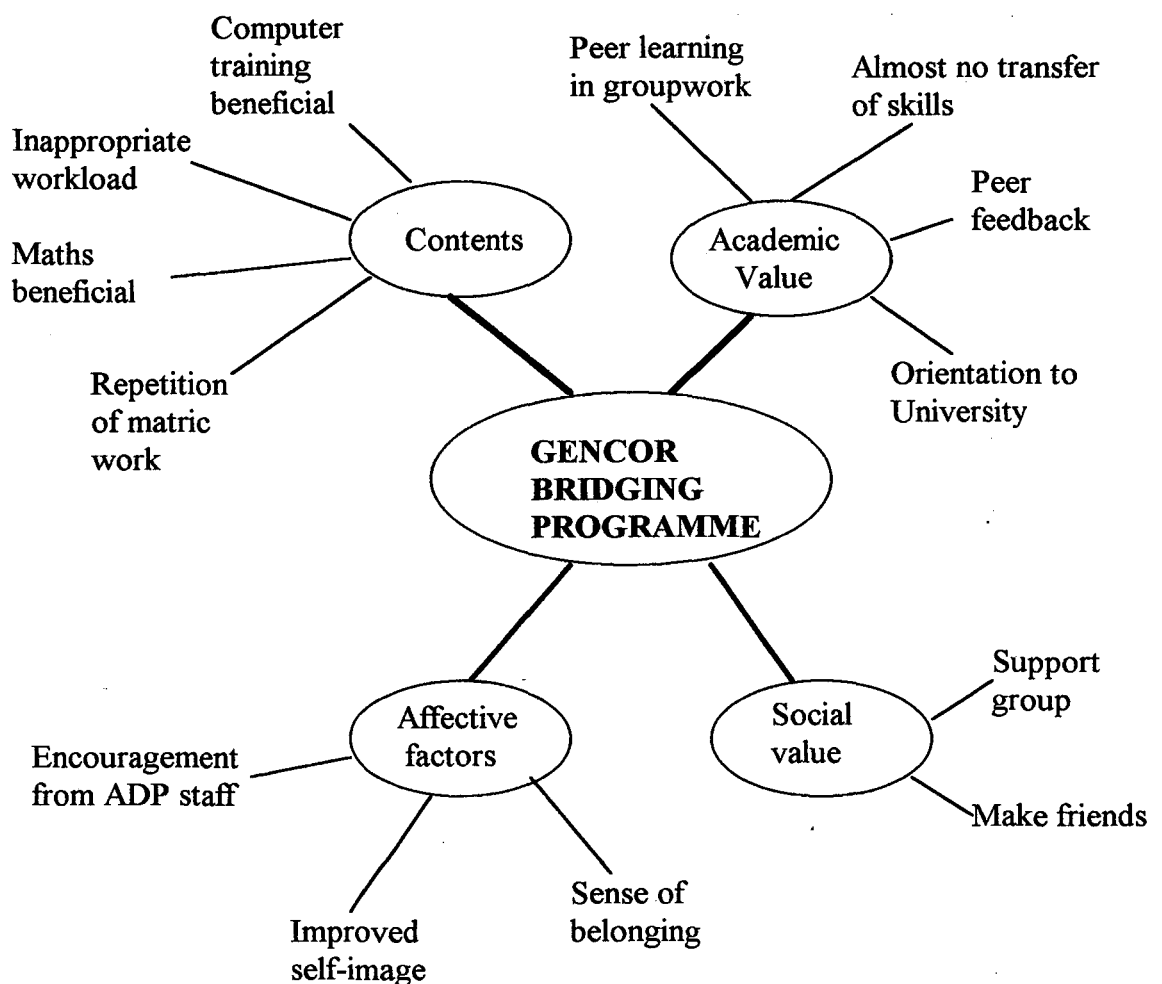 Computer
training
beneficial
Inappropriate
workload
Maths
beneficial
Repetition
of matric
work
Contents
Peer learning
in groupwork
Almost no transfer
of skills
Peer
feedback
Orientation to
University
Academic
Value
GENCOR
BRIDGING
PROGRAMME
Affective
factors
Encouragement
from ADP staff
Improved
self-image
Sense of
belonging
Social
value
Support
group
Make friends